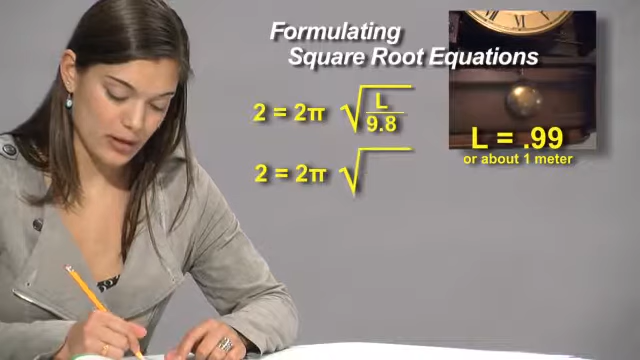 Formulating
Square Root Equations
2 = 2π √(L/9.8)
2 = 2π √
L = .99
or about 1 meter